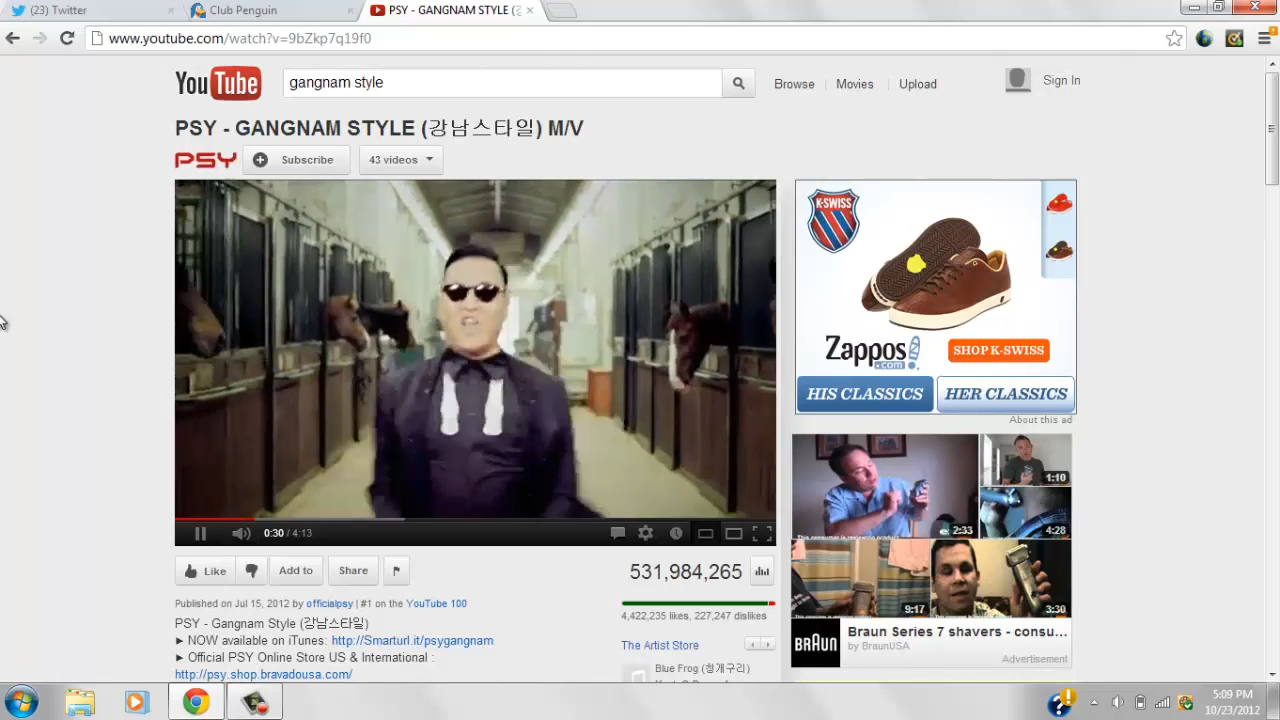 (23) Twitter
Club Penguin
PSY - GANGNAM STYLE (
www.youtube.com/watch?v=9bZkp7q19f0
YouTube
gangnam style
Browse
Movies
Upload
Sign In
PSY - GANGNAM STYLE (강남스타일) M/V
PSY
Subscribe
43 videos
K-SWISS
Zappos
.com
SHOP K-SWISS
HIS CLASSICS
HER CLASSICS
About this ad
0:30 / 4:13
1:10
2:33
4:28
9:17
3:30
Like
Add to
Share
531,984,265
Published on Jul 15, 2012 by officialpsy | #1 on the YouTube 100
4,422,235 likes, 227,247 dislikes
PSY - Gangnam Style (강남스타일)
► NOW available on iTunes: http://Smarturl.it/psygangnam
► Official PSY Online Store US & International :
http://psy.shop.bravadousa.com/
The Artist Store
Blue Frog (청개구리)
BRAUN
Braun Series 7 shavers - consu...
by BraunUSA
Advertisement
5:09 PM
10/23/2012